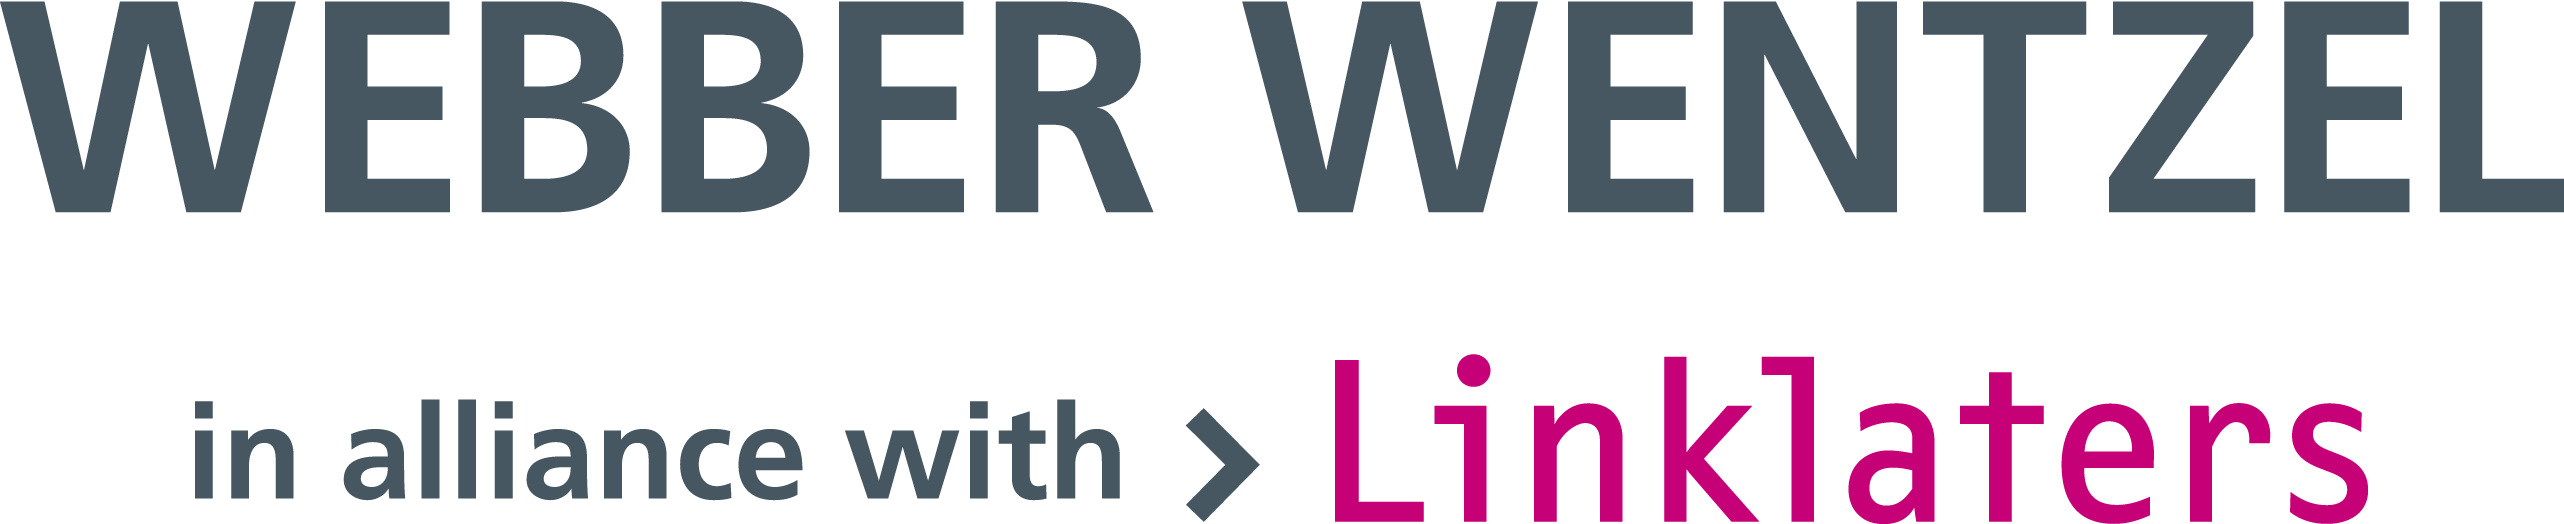 WEBBER WENTZEL
in alliance with > Linklaters